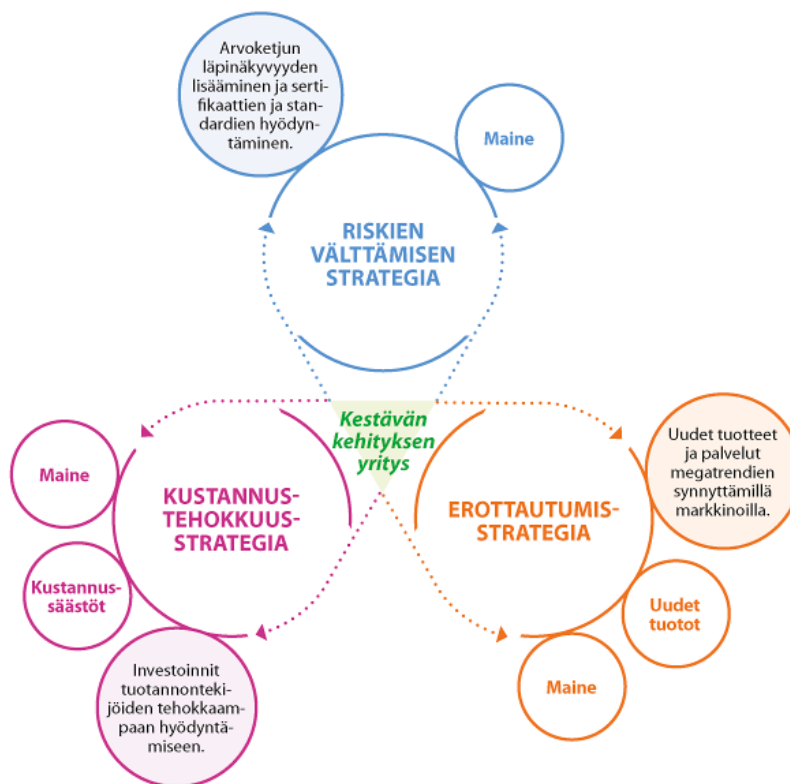 Arvoketjun
läpinäkyvyyden
lisääminen ja serti-
fikaattien ja stan-
dardien hyödyn-
täminen.
Maine
RISKIEN
VÄLTTÄMISEN
STRATEGIA
Kestävän
kehityksen
yritys
Maine
KUSTANNUS-
TEHOKKUUS-
STRATEGIA
Kustannus-
säästöt
Investoinnit
tuotannonteki-
jöiden tehokkaam-
paan hyödyntä-
miseen.
EROTTAUTUMIS-
STRATEGIA
Uudet tuotteet
ja palvelut
megatrendien
synnyttämillä
markkinoilla.
Uudet
tuotot
Maine